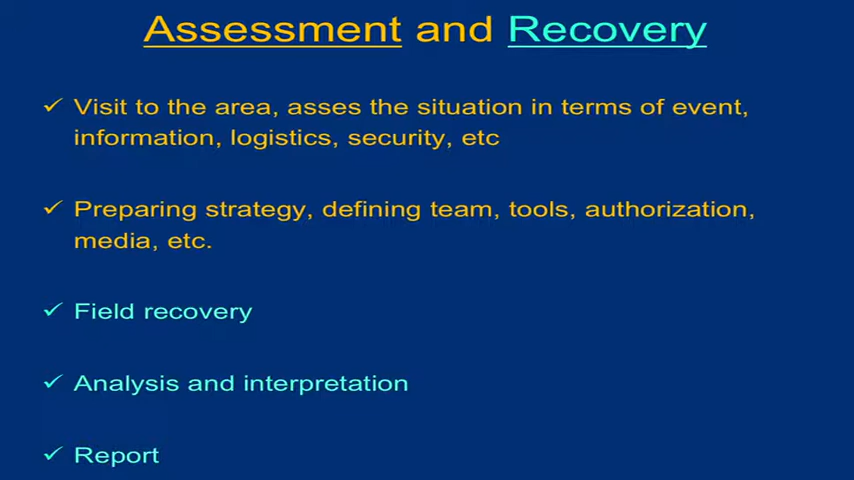 Assessment and Recovery
✓ Visit to the area, asses the situation in terms of event,
information, logistics, security, etc
✓ Preparing strategy, defining team, tools, authorization,
media, etc.
✓ Field recovery
✓ Analysis and interpretation
✓ Report